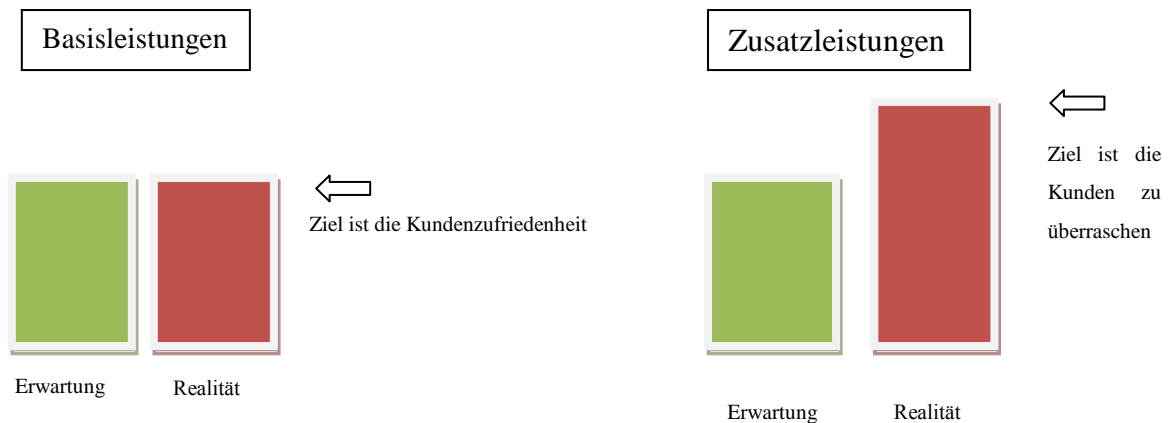 Basisleistungen
Zusatzleistungen
Ziel ist die Kundenzufriedenheit
Ziel ist die
Kunden zu
überraschen
Erwartung
Realität
Erwartung
Realität